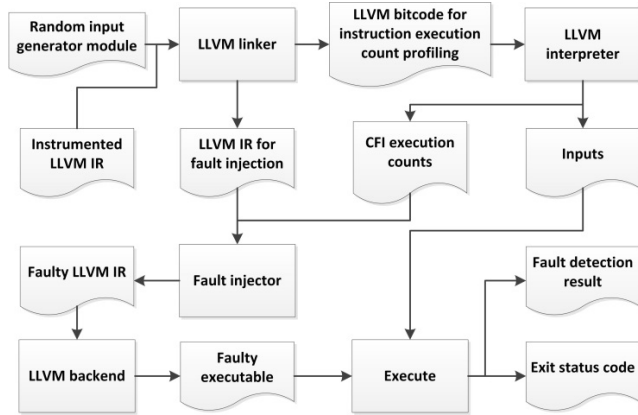 Random input
generator module
LLVM linker
LLVM bitcode for
instruction execution
count profiling
LLVM
interpreter
Instrumented
LLVM IR
LLVM IR for
fault injection
CFI execution
counts
Inputs
Faulty LLVM IR
Fault injector
Fault detection
result
LLVM backend
Faulty
executable
Execute
Exit status code